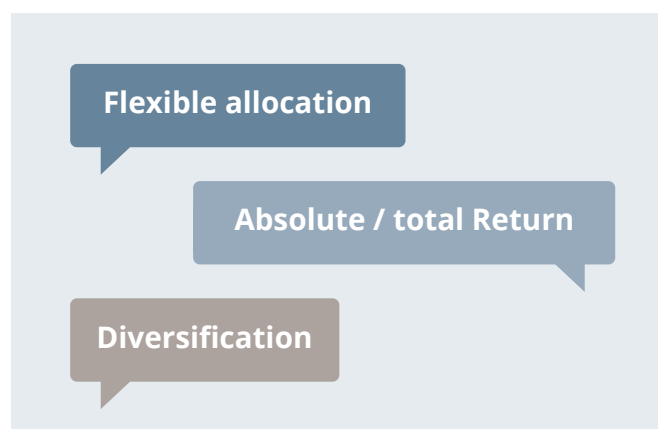 Flexible allocation
Absolute / total Return
Diversification